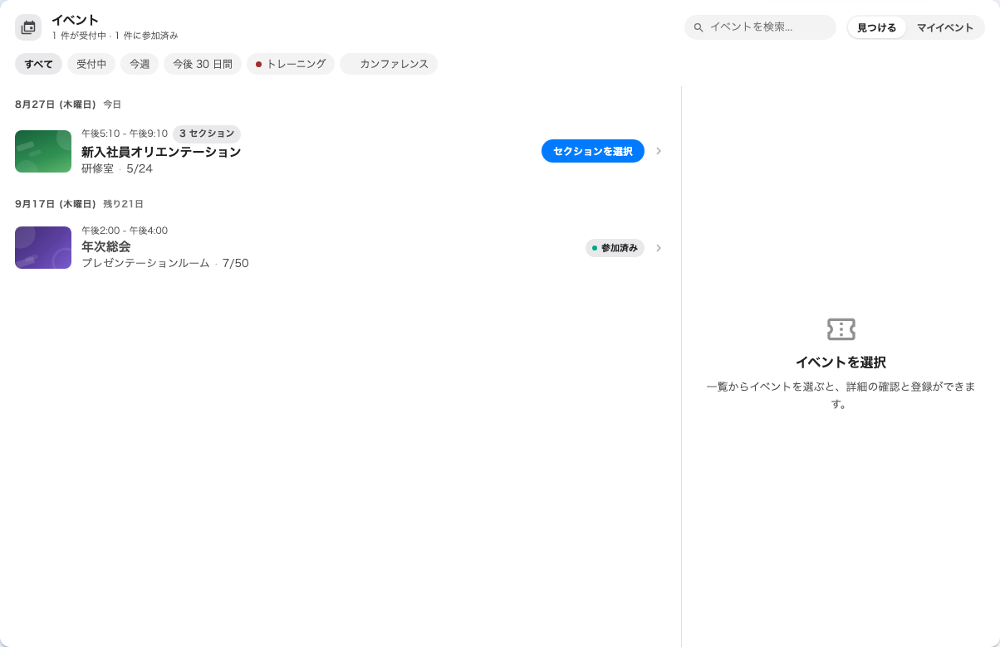 イベント
1 件が受付中 · 1 件に参加済み
イベントを検索...
見つける
マイイベント
すべて
受付中
今週
今後 30 日間
トレーニング
カンファレンス
8月27日 (木曜日) 今日
午後5:10 - 午後9:10 3 セクション
新入社員オリエンテーション
研修室 · 5/24
セクションを選択
9月17日 (木曜日) 残り21日
午後2:00 - 午後4:00
年次総会
プレゼンテーションルーム · 7/50
参加済み
イベントを選択
一覧からイベントを選ぶと、詳細の確認と登録ができま
す。